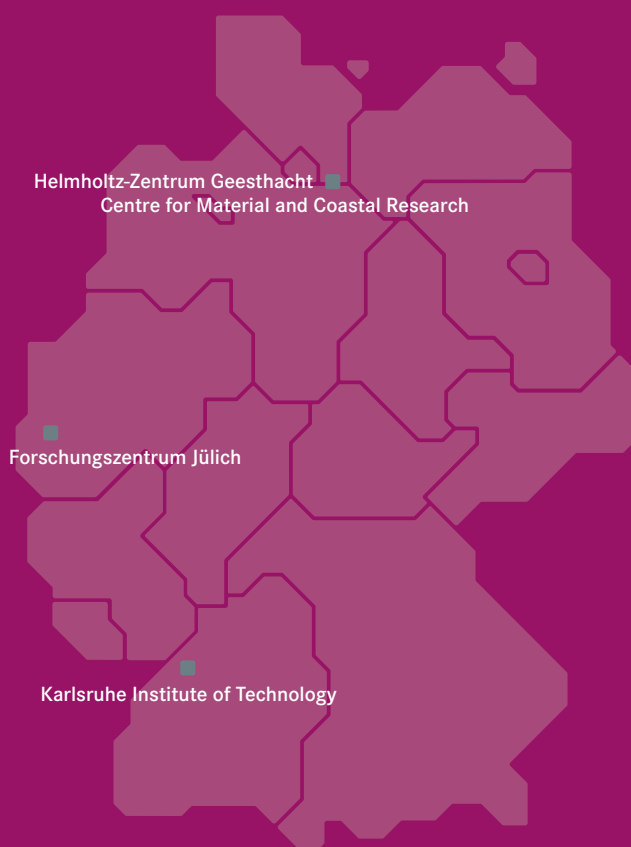 Helmholtz-Zentrum Geesthacht
Centre for Material and Coastal Research
Forschungszentrum Jülich
Karlsruhe Institute of Technology